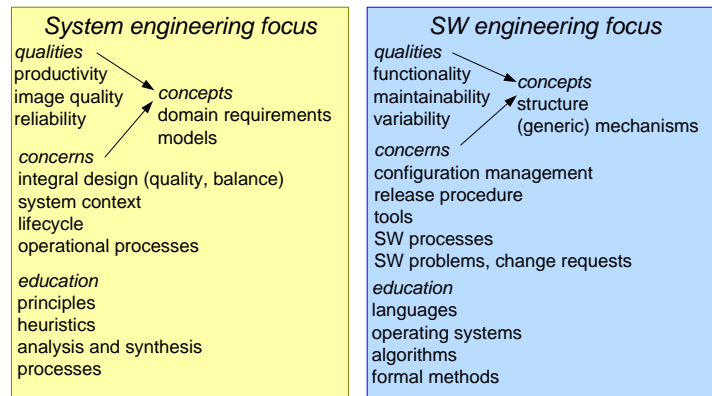 System engineering focus
qualities
productivity
image quality
reliability
concepts
domain requirements
models
concerns
integral design (quality, balance)
system context
lifecycle
operational processes
education
principles
heuristics
analysis and synthesis
processes
SW engineering focus
qualities
functionality
maintainability
variability
concepts
structure
(generic) mechanisms
concerns
configuration management
release procedure
tools
SW processes
SW problems, change requests
education
languages
operating systems
algorithms
formal methods